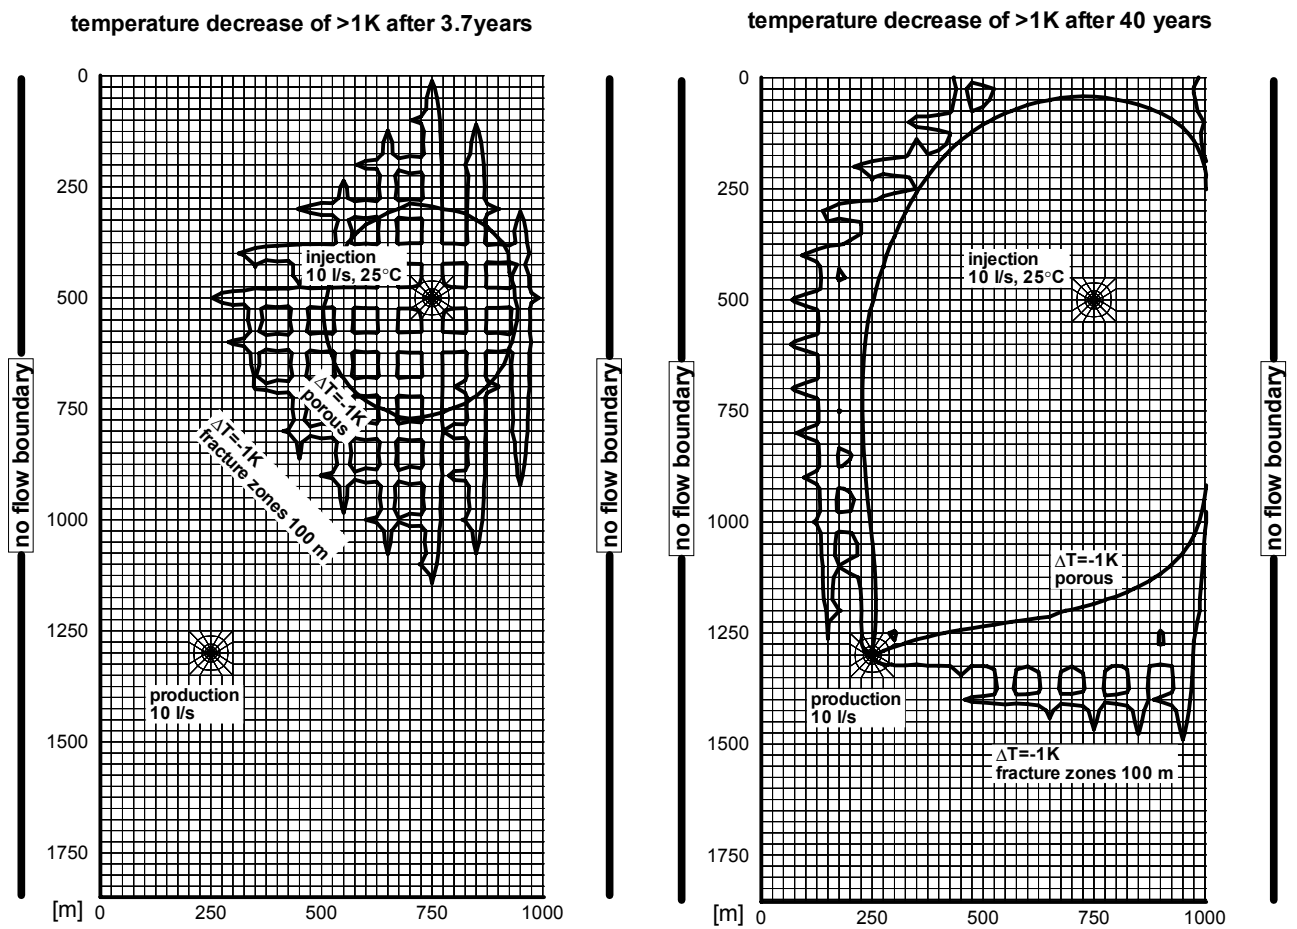 temperature decrease of >1K after 3.7years
0
250
500
750
1000
1250
1500
1750
[m]
0
250
500
750
1000
no flow boundary
no flow boundary
injection
10 l/s, 25°C
ΔT=-1K
porous
ΔT=-1K
fracture zones 100 m
production
10 l/s
temperature decrease of >1K after 40 years
0
250
500
750
1000
1250
1500
1750
[m]
0
250
500
750
1000
no flow boundary
no flow boundary
injection
10 l/s, 25°C
ΔT=-1K
porous
production
10 l/s
ΔT=-1K
fracture zones 100 m